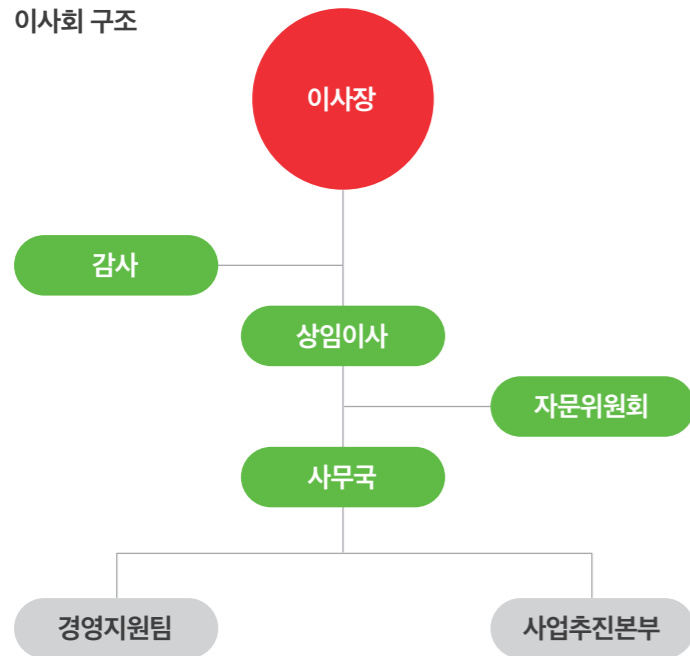 이사회 구조
이사장
감사
상임이사
자문위원회
사무국
경영지원팀
사업추진본부